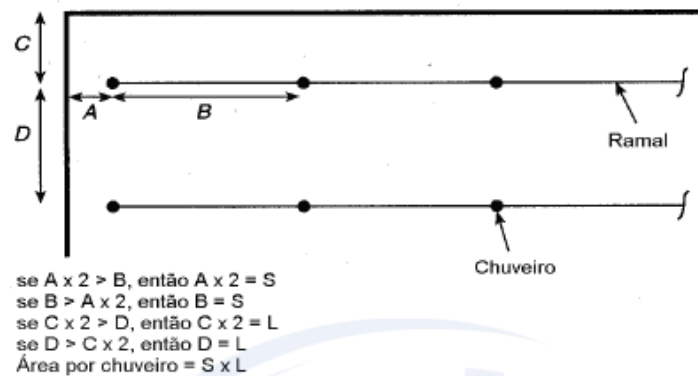 C
A
B
D
Ramal
Chuveiro
se A x 2 > B, então A x 2 = S
se B > A x 2, então B = S
se C x 2 > D, então C x 2 = L
se D > C x 2, então D = L
Área por chuveiro = S x L